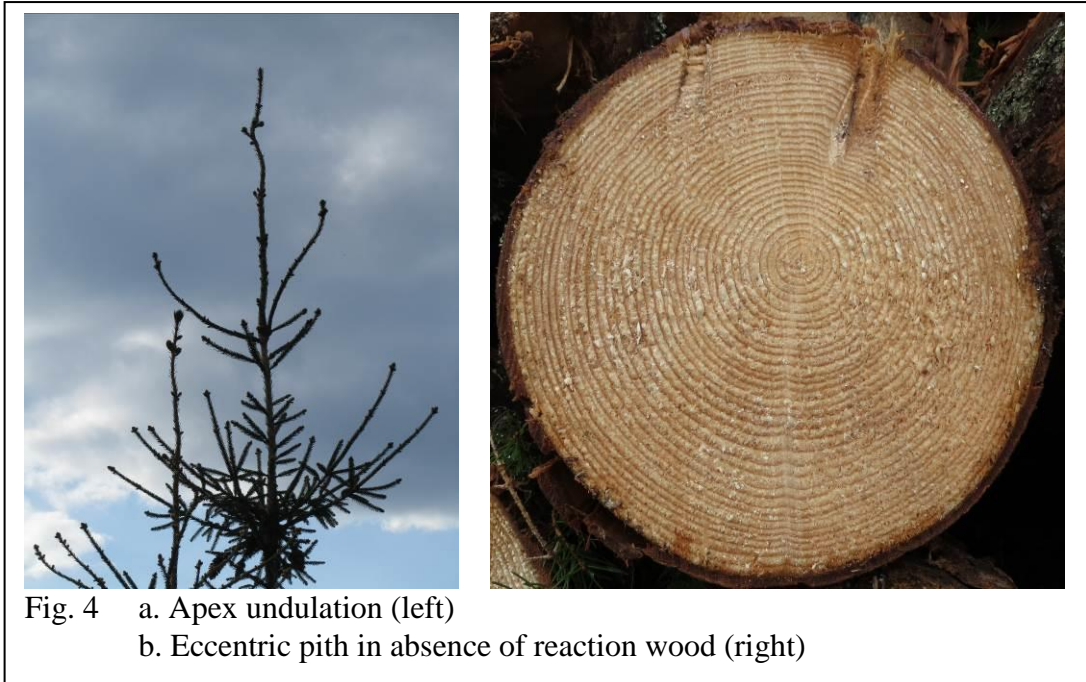 Fig. 4 a. Apex undulation (left)
b. Eccentric pith in absence of reaction wood (right)